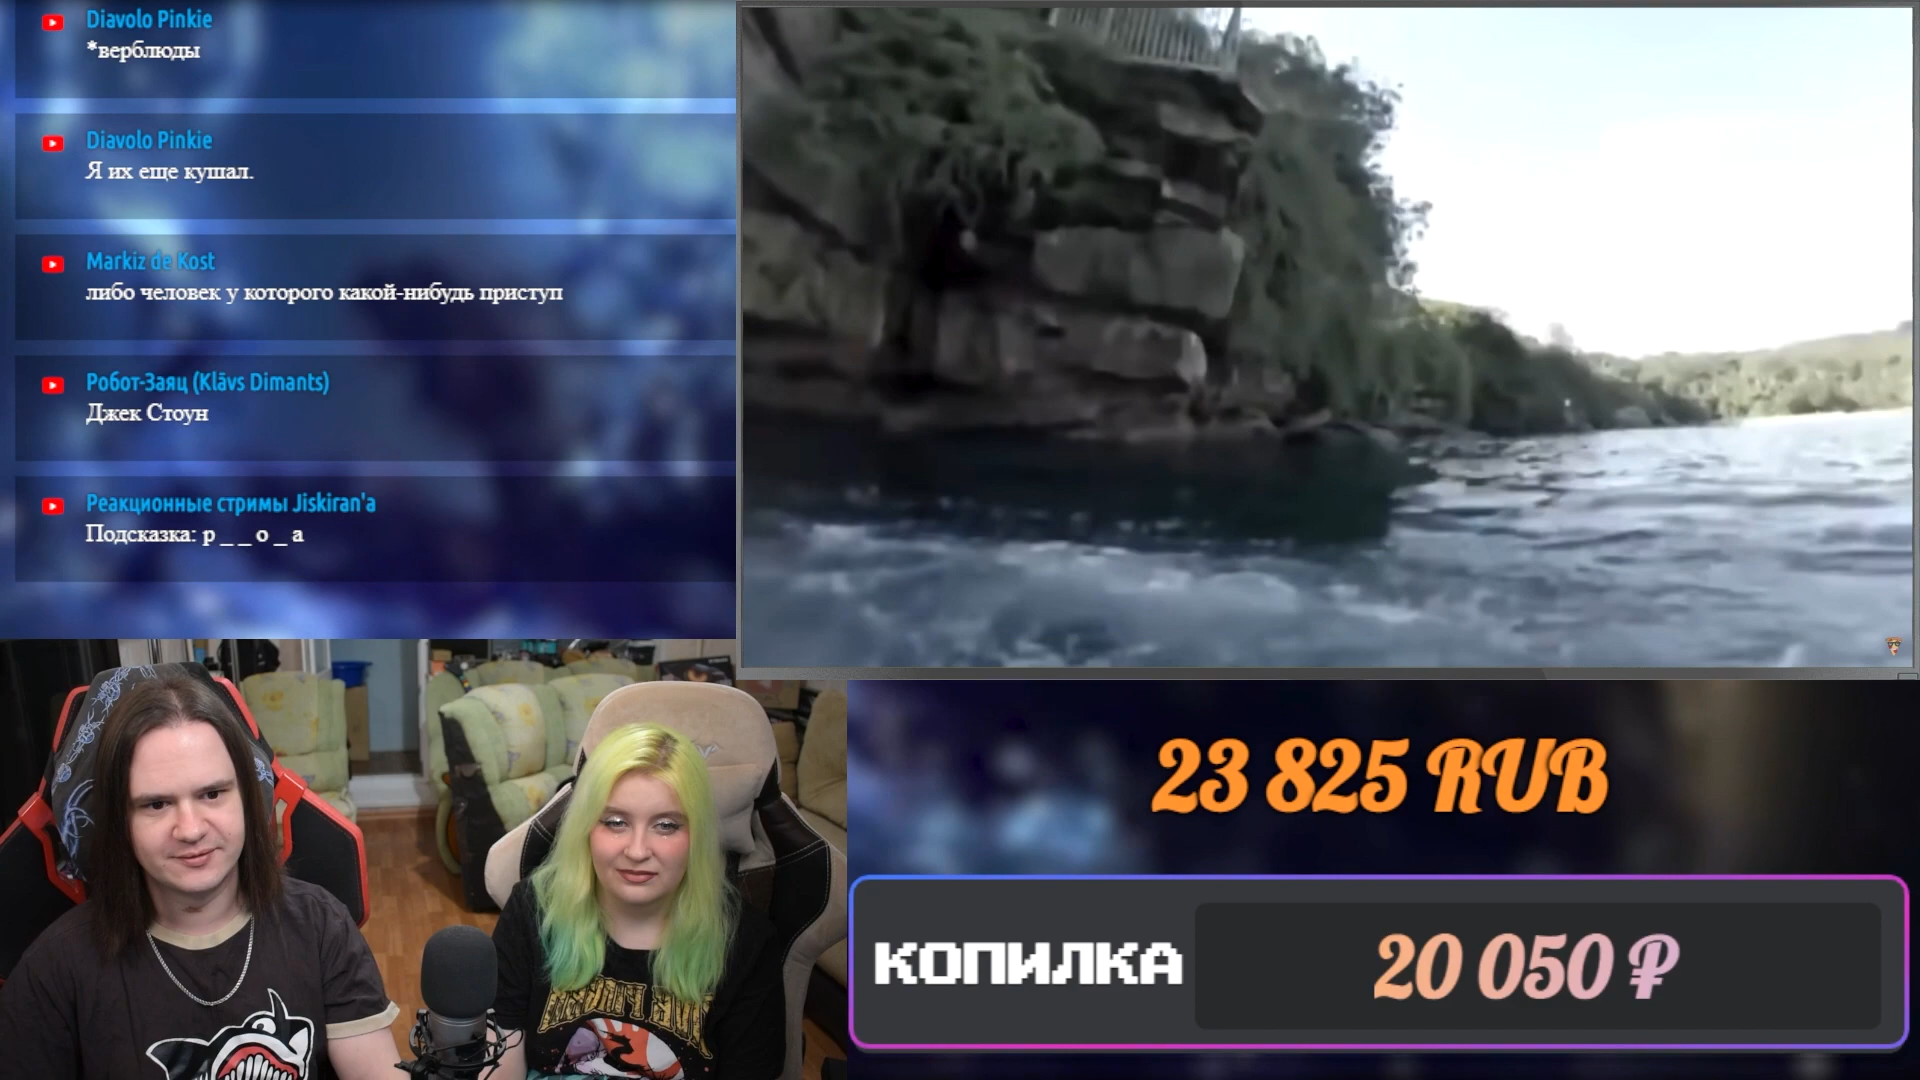 Diavolo Pinkie
*верблюды
Diavolo Pinkie
Я их еще кушал.
Markiz de Kost
либо человек у которого какой-нибудь приступ
Робот-Заяц (Klāvs Dimants)
Джек Стоун
Реакционные стримы Jiskiran'a
Подсказка: р _ _ о _ а
23 825 RUB
КОПИЛКА
20 050 ₽